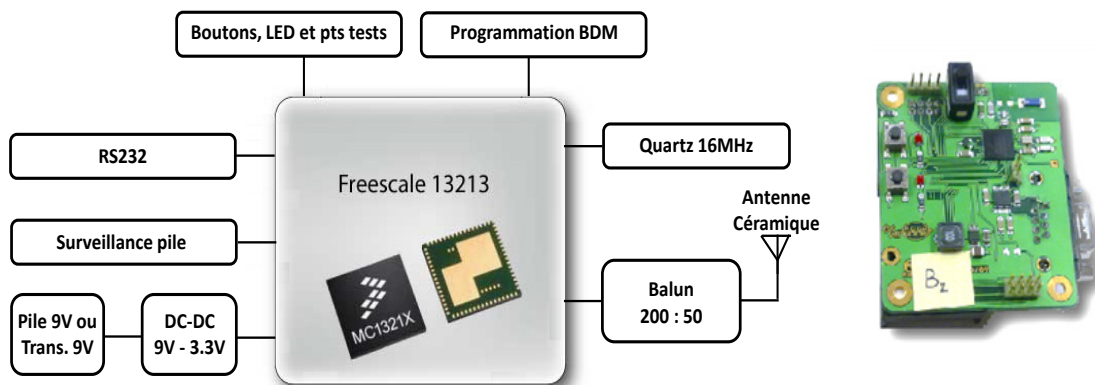 Boutons, LED et pts tests
Programmation BDM
RS232
Quartz 16MHz
Freescale 13213
Antenne
Céramique
Surveillance pile
MC1321X
Balun
200 : 50
Pile 9V ou
Trans. 9V
DC-DC
9V - 3.3V
B2